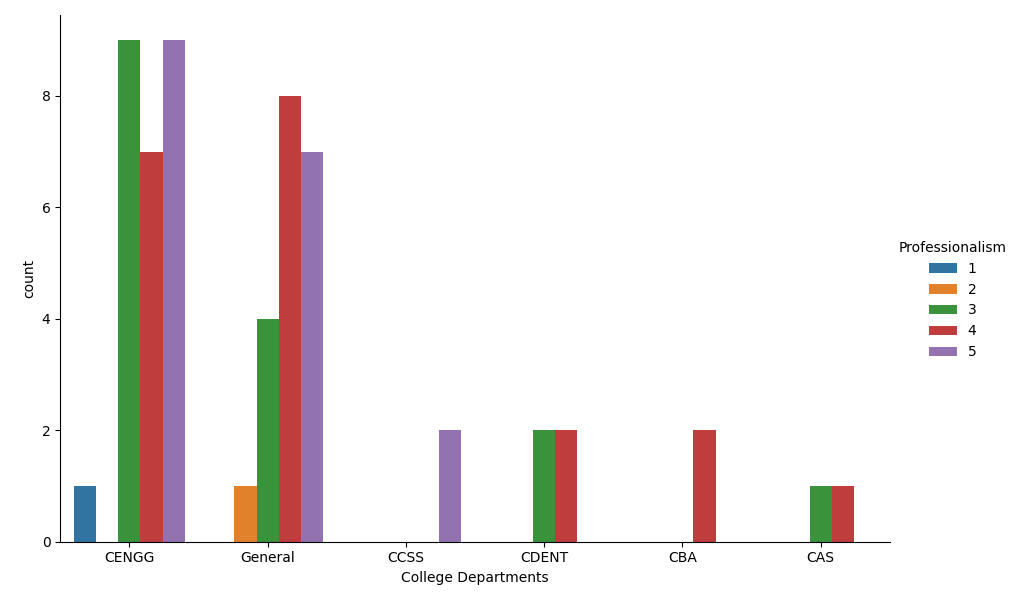 8
6
4
2
0
count
CENGG General CCSS CDENT CBA CAS
College Departments
Professionalism
1
2
3
4
5